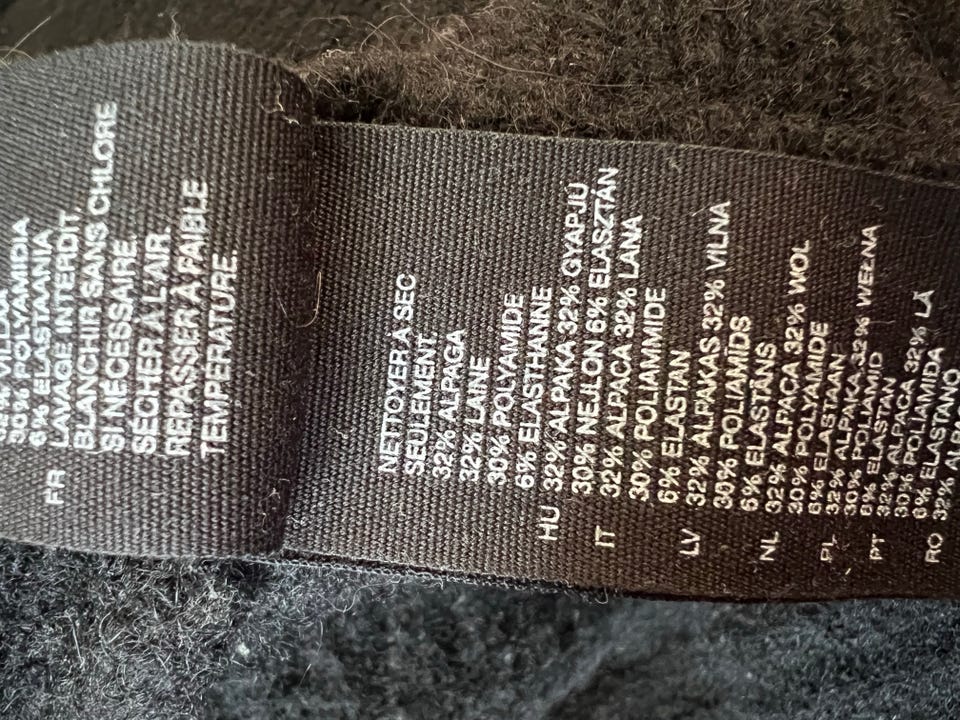 30% POLYAMIDIA
6% ELASTAANIA
FR LAVAGE INTERDIT.
BLANCHIR SANS CHLORE
SI NÉCESSAIRE.
SÉCHER À L'AIR.
REPASSER À FAIBLE
TEMPÉRATURE.
NETTOYER À SEC
SEULEMENT
32% ALPAGA
32% LAINE
30% POLYAMIDE
6% ELASTHANNE
HU 32% ALPAKA 32% GYAPJÚ
30% NEJLON 6% ELASZTÁN
IT 32% ALPACA 32% LANA
30% POLIAMMIDE
6% ELASTAN
LV 32% ALPAKAS 32% VILNA
30% POLIAMĪDS
6% ELASTĀNS
NL 32% ALPACA 32% WOL
30% POLYAMIDE
6% ELASTAAN
PL 32% ALPAKA 32% WEŁNA
30% POLIAMID
6% ELASTAN
PT 32% ALPACA 32% LÃ
30% POLIAMIDA
6% ELASTANO
RO 32%